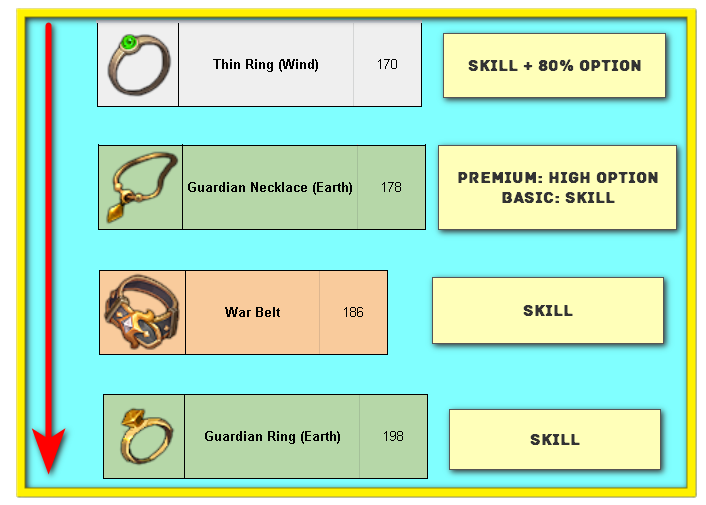 Thin Ring (Wind) 170 SKILL + 80% OPTION
Guardian Necklace (Earth) 178 PREMIUM: HIGH OPTION
BASIC: SKILL
War Belt 186 SKILL
Guardian Ring (Earth) 198 SKILL